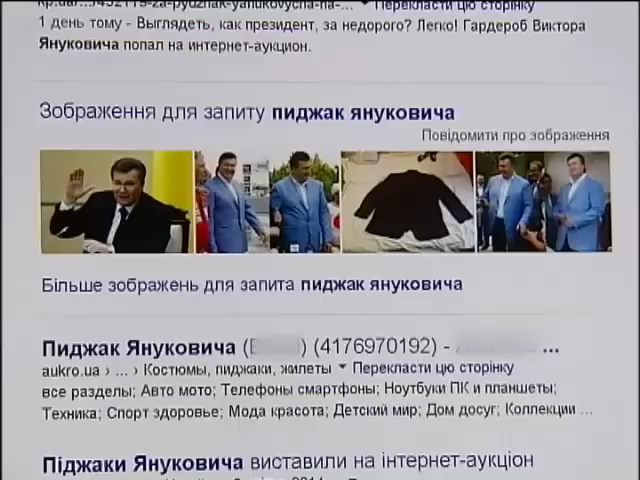 1 день тому - Выглядеть, как президент, за недорого? Легко! Гардероб Виктора
Януковича попал на интернет-аукцион.
Зображення для запиту пиджак януковича
Повідомити про зображення
Більше зображень для запита пиджак януковича
Пиджак Януковича ( ) (4176970192) - ...
aukro.ua › ... › Костюмы, пиджаки, жилеты Перекласти цю сторінку
все разделы; Авто мото; Телефоны смартфоны; Ноутбуки ПК и планшеты;
Техника; Спорт здоровье; Мода красота; Детский мир; Дом досуг; Коллекции ...
Піджаки Януковича виставили на інтернет-аукціон